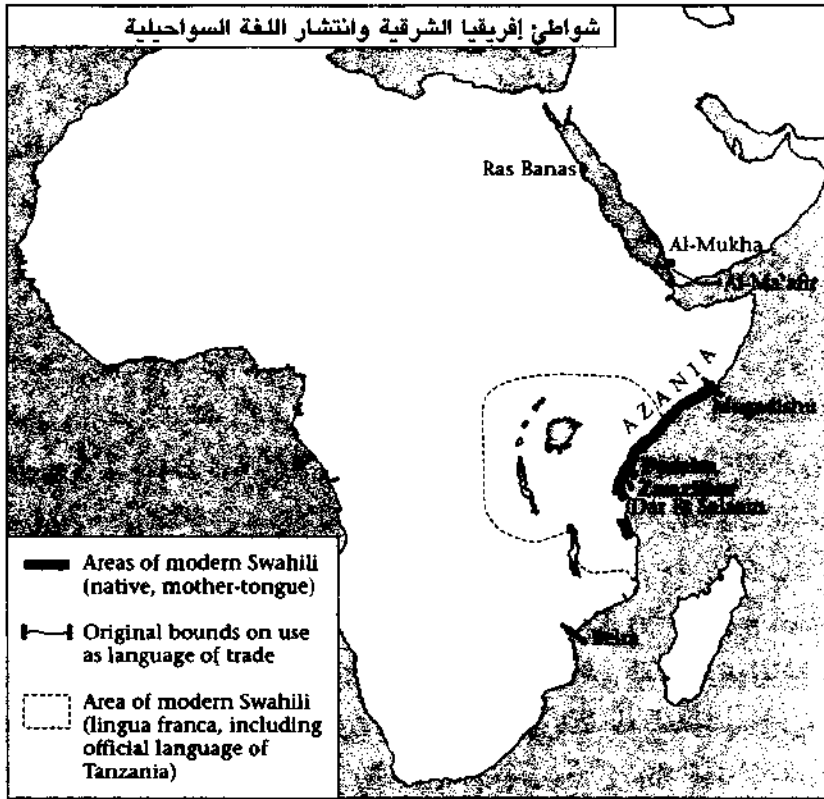 شواطئ إفريقيا الشرقية وانتشار اللغة السواحيلية
Ras Banas
Al-Mukha
Al-Ma'afir
AZANIA
Mogadishu
Zanzibar
Dar Es Salaam
Beira
Areas of modern Swahili
(native, mother-tongue)
Original bounds on use
as language of trade
Area of modern Swahili
(lingua franca, including
official language of
Tanzania)